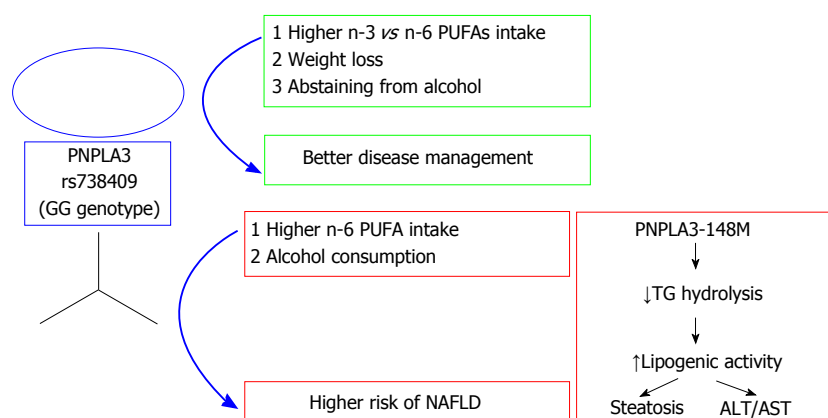 1 Higher n-3 vs n-6 PUFAs intake
2 Weight loss
3 Abstaining from alcohol
Better disease management
PNPLA3
rs738409
(GG genotype)
1 Higher n-6 PUFA intake
2 Alcohol consumption
Higher risk of NAFLD
PNPLA3-148M
↓TG hydrolysis
↑Lipogenic activity
Steatosis
ALT/AST